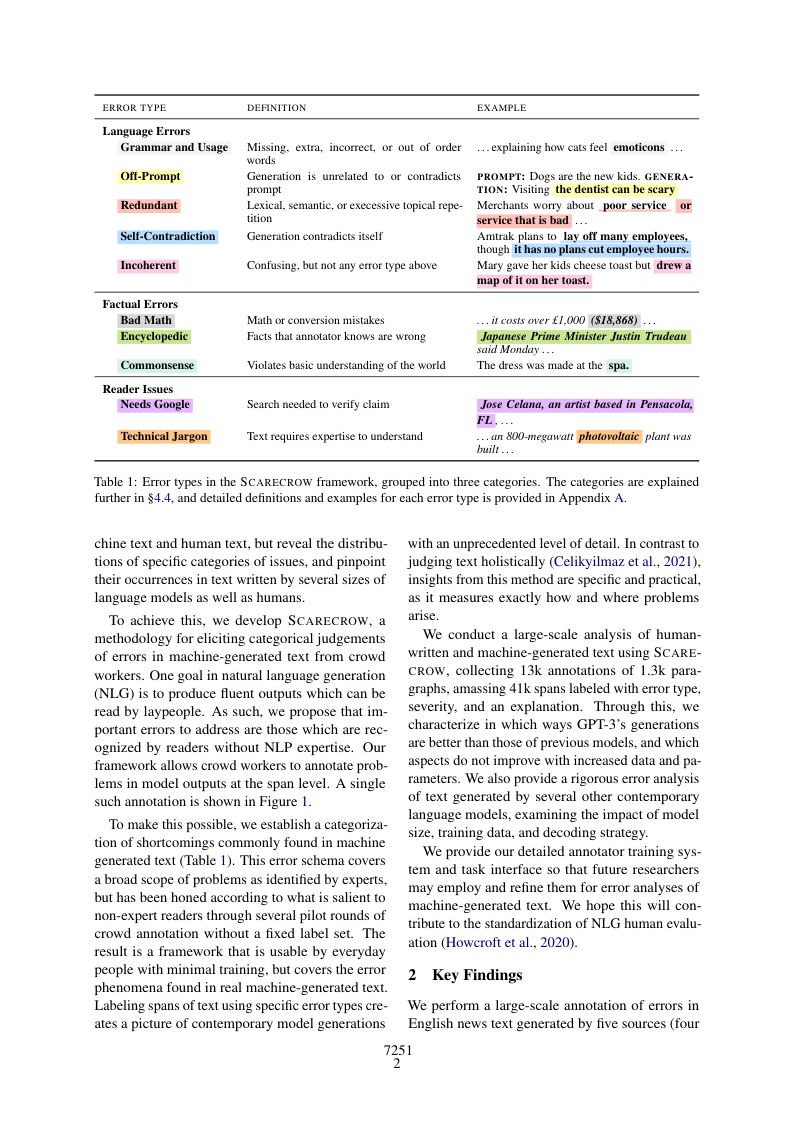 ERROR TYPE DEFINITION EXAMPLE
Language Errors
Grammar and Usage Missing, extra, incorrect, or out of order words . . . explaining how cats feel emoticons . . .
Off-Prompt Generation is unrelated to or contradicts prompt PROMPT: Dogs are the new kids. GENERATION: Visiting the dentist can be scary
Redundant Lexical, semantic, or execessive topical repetition Merchants worry about poor service or service that is bad . . .
Self-Contradiction Generation contradicts itself Amtrak plans to lay off many employees, though it has no plans cut employee hours.
Incoherent Confusing, but not any error type above Mary gave her kids cheese toast but drew a map of it on her toast.
Factual Errors
Bad Math Math or conversion mistakes . . . it costs over £1,000 ($18,868) . . .
Encyclopedic Facts that annotator knows are wrong Japanese Prime Minister Justin Trudeau said Monday . . .
Commonsense Violates basic understanding of the world The dress was made at the spa.
Reader Issues
Needs Google Search needed to verify claim Jose Celana, an artist based in Pensacola, FL . . . .
Technical Jargon Text requires expertise to understand . . . an 800-megawatt photovoltaic plant was built . . .
Table 1: Error types in the SCARECROW framework, grouped into three categories. The categories are explained
further in §4.4, and detailed definitions and examples for each error type is provided in Appendix A.
chine text and human text, but reveal the distribu-
tions of specific categories of issues, and pinpoint
their occurrences in text written by several sizes of
language models as well as humans.
To achieve this, we develop SCARECROW, a
methodology for eliciting categorical judgements
of errors in machine-generated text from crowd
workers. One goal in natural language generation
(NLG) is to produce fluent outputs which can be
read by laypeople. As such, we propose that im-
portant errors to address are those which are rec-
ognized by readers without NLP expertise. Our
framework allows crowd workers to annotate prob-
lems in model outputs at the span level. A single
such annotation is shown in Figure 1.
To make this possible, we establish a categoriza-
tion of shortcomings commonly found in machine
generated text (Table 1). This error schema covers
a broad scope of problems as identified by experts,
but has been honed according to what is salient to
non-expert readers through several pilot rounds of
crowd annotation without a fixed label set. The
result is a framework that is usable by everyday
people with minimal training, but covers the error
phenomena found in real machine-generated text.
Labeling spans of text using specific error types cre-
ates a picture of contemporary model generations
with an unprecedented level of detail. In contrast to
judging text holistically (Celikyilmaz et al., 2021),
insights from this method are specific and practical,
as it measures exactly how and where problems
arise.
We conduct a large-scale analysis of human-
written and machine-generated text using SCARE-
CROW, collecting 13k annotations of 1.3k para-
graphs, amassing 41k spans labeled with error type,
severity, and an explanation. Through this, we
characterize in which ways GPT-3's generations
are better than those of previous models, and which
aspects do not improve with increased data and pa-
rameters. We also provide a rigorous error analysis
of text generated by several other contemporary
language models, examining the impact of model
size, training data, and decoding strategy.
We provide our detailed annotator training sys-
tem and task interface so that future researchers
may employ and refine them for error analyses of
machine-generated text. We hope this will con-
tribute to the standardization of NLG human evalu-
ation (Howcroft et al., 2020).
2 Key Findings
We perform a large-scale annotation of errors in
English news text generated by five sources (four
7251
2